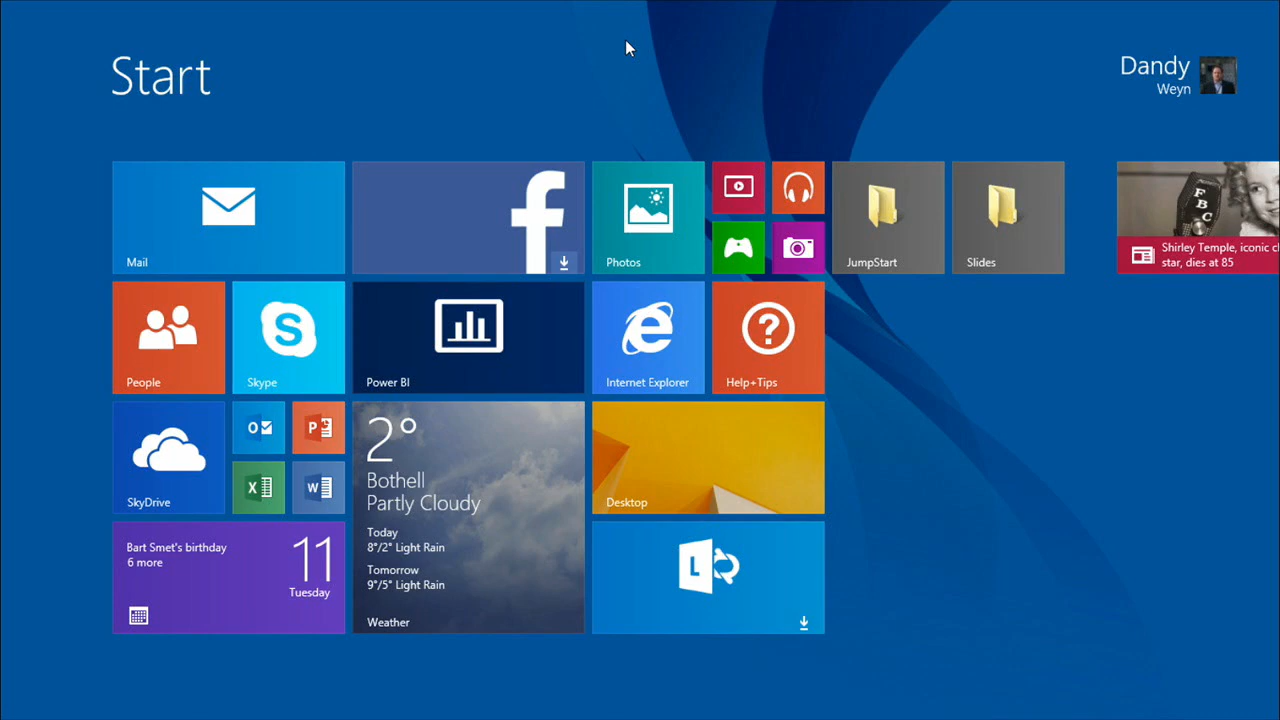 Start
Dandy
Weyn
Mail
f
Photos
JumpStart
Slides
FBC
Shirley Temple, iconic c
star, dies at 85
People
S
Skype
Power BI
e
Internet Explorer
?
Help+Tips
SkyDrive
O
P
X
W
2°
Bothell
Partly Cloudy
Today
8°/2° Light Rain
Tomorrow
9°/5° Light Rain
Weather
Desktop
Bart Smet's birthday
6 more
11
Tuesday
L